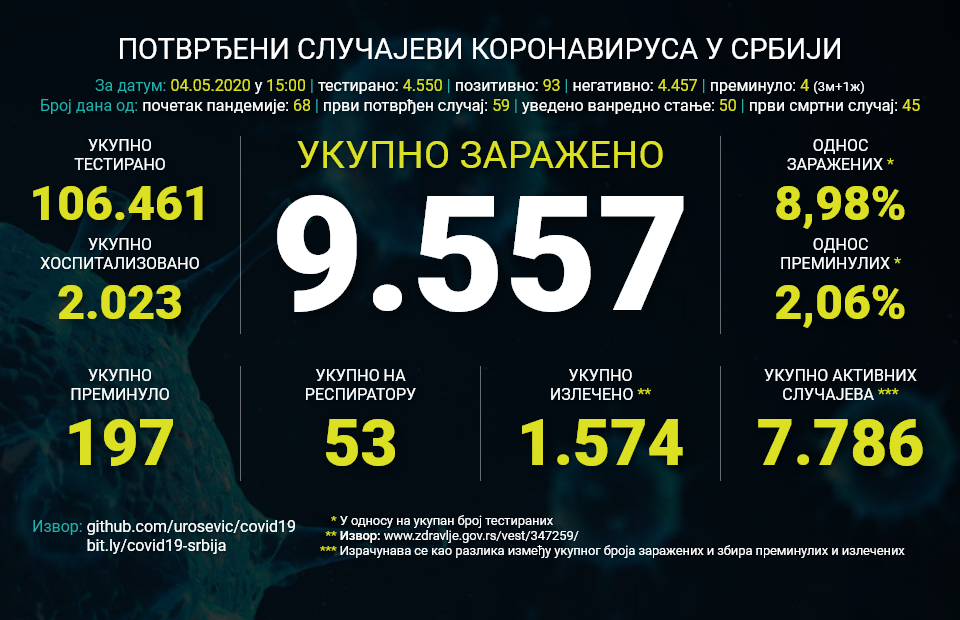 ПОТВРЂЕНИ СЛУЧАЈЕВИ КОРОНАВИРУСА У СРБИЈИ
За датум: 04.05.2020 у 15:00 | тестирано: 4.550 | позитивно: 93 | негативно: 4.457 | преминуло: 4 (3м+1ж)
Број дана од: почетак пандемије: 68 | први потврђен случај: 59 | уведено ванредно стање: 50 | први смртни случај: 45
УКУПНО
ТЕСТИРАНО
106.461
УКУПНО
ХОСПИТАЛИЗОВАНО
2.023
УКУПНО ЗАРАЖЕНО
9.557
ОДНОС
ЗАРАЖЕНИХ *
8,98%
ОДНОС
ПРЕМИНУЛИХ *
2,06%
УКУПНО
ПРЕМИНУЛО
197
УКУПНО НА
РЕСПИРАТОРУ
53
УКУПНО
ИЗЛЕЧЕНО **
1.574
УКУПНО АКТИВНИХ
СЛУЧАЈЕВА ***
7.786
Извор: github.com/urosevic/covid19
bit.ly/covid19-srbija
* У односу на укупан број тестираних
** Извор: www.zdravlje.gov.rs/vest/347259/
*** Израчунава се као разлика између укупног броја заражених и збира преминулих и излечених